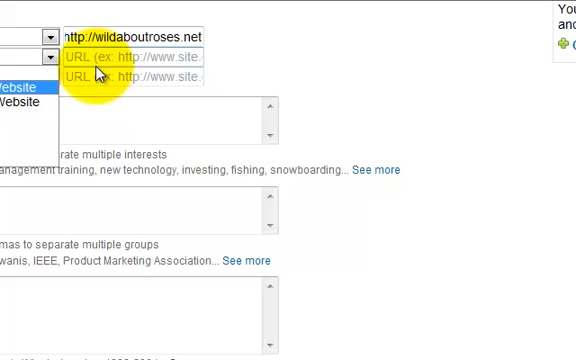 You
http://wildaboutroses.net
and
URL (ex: http://www.site.
URL (ex: http://www.site.
ebsite
Website
arate multiple interests
anagement training, new technology, investing, fishing, snowboarding... See more
mas to separate multiple groups
wanis, IEEE, Product Marketing Association... See more